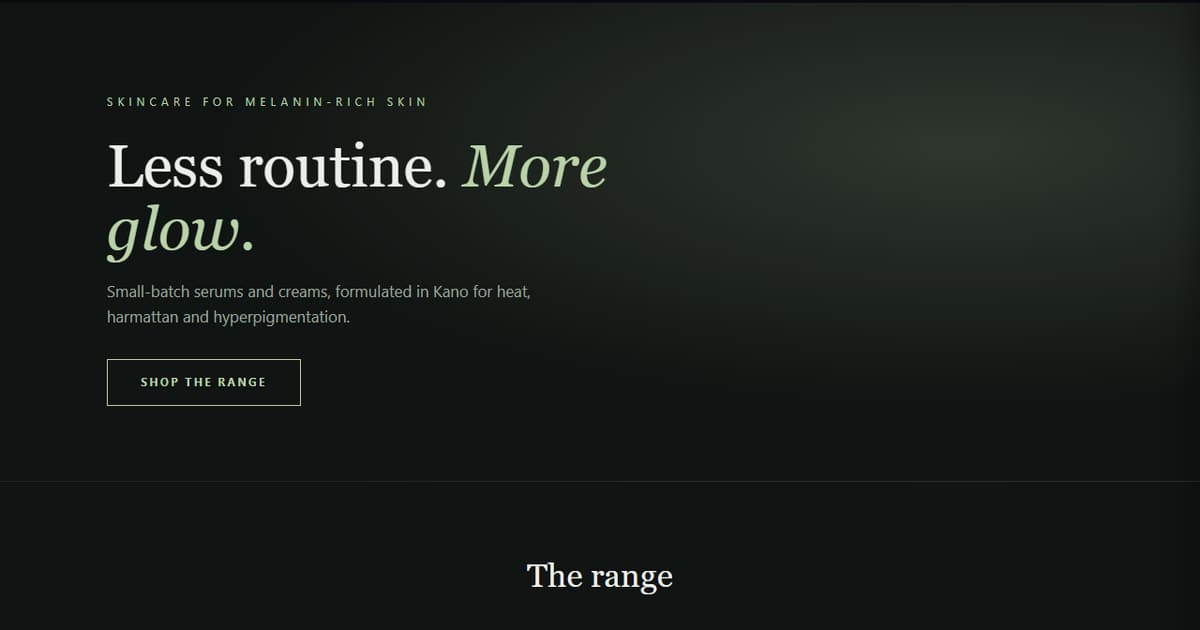 SKINCARE FOR MELANIN-RICH SKIN
Less routine. More
glow.
Small-batch serums and creams, formulated in Kano for heat,
harmattan and hyperpigmentation.
SHOP THE RANGE
The range